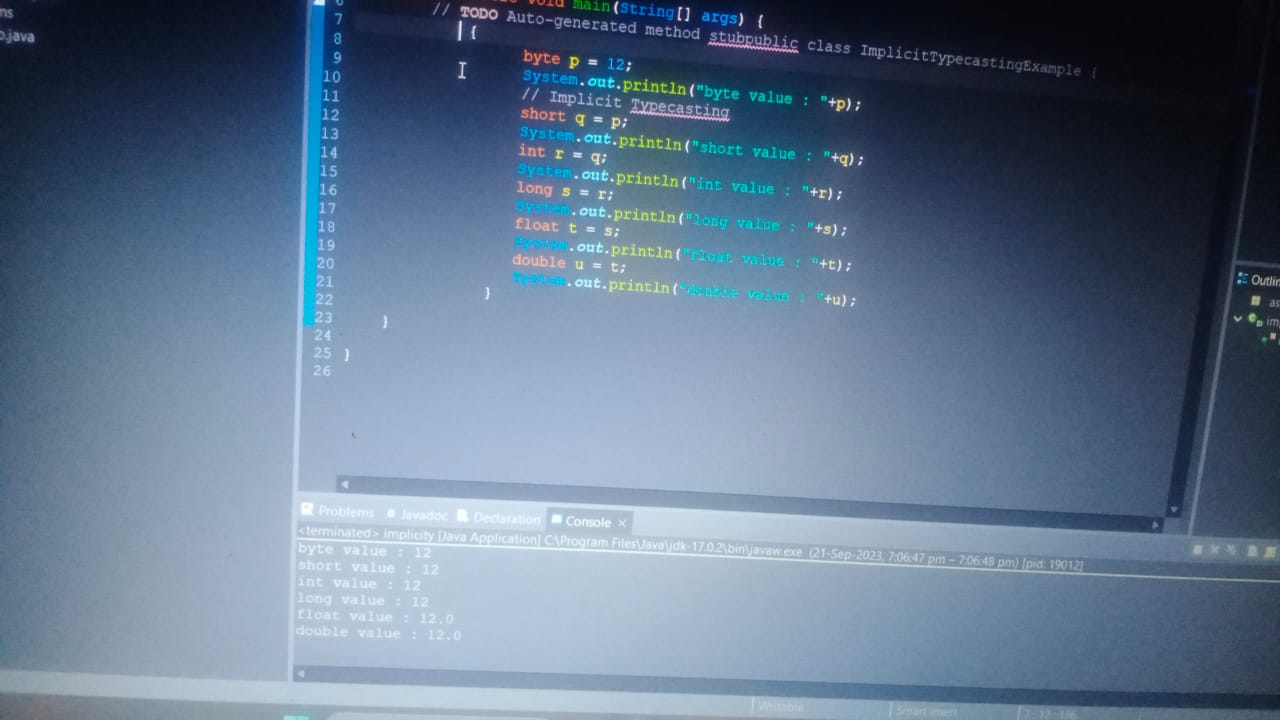 ns
o.java
6 void main(String[] args) {
7 // TODO Auto-generated method stubpublic class ImplicitTypecastingExample {
8 {
9 byte p = 12;
10 System.out.println("byte value : "+p);
11 // Implicit Typecasting
12 short q = p;
13 System.out.println("short value : "+q);
14 int r = q;
15 System.out.println("int value : "+r);
16 long s = r;
17 System.out.println("long value : "+s);
18 float t = s;
19 System.out.println("float value : "+t);
20 double u = t;
21 System.out.println("double value : "+u);
22 }
23 }
24
25 }
26
Outlin
as
im
Problems Javadoc Declaration Console ×
<terminated> implicity [Java Application] C:\Program Files\Java\jdk-17.0.2\bin\javaw.exe (21-Sep-2023, 7:06:47 pm – 7:06:48 pm) [pid: 19012]
byte value : 12
short value : 12
int value : 12
long value : 12
float value : 12.0
double value : 12.0
Writable Smart Insert